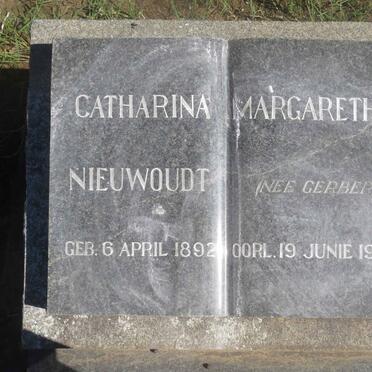 CATHARINA MARGARETH
NIEUWOUDT (NEE GERBER
GEB. 6 APRIL 1892 OORL. 19 JUNIE 19